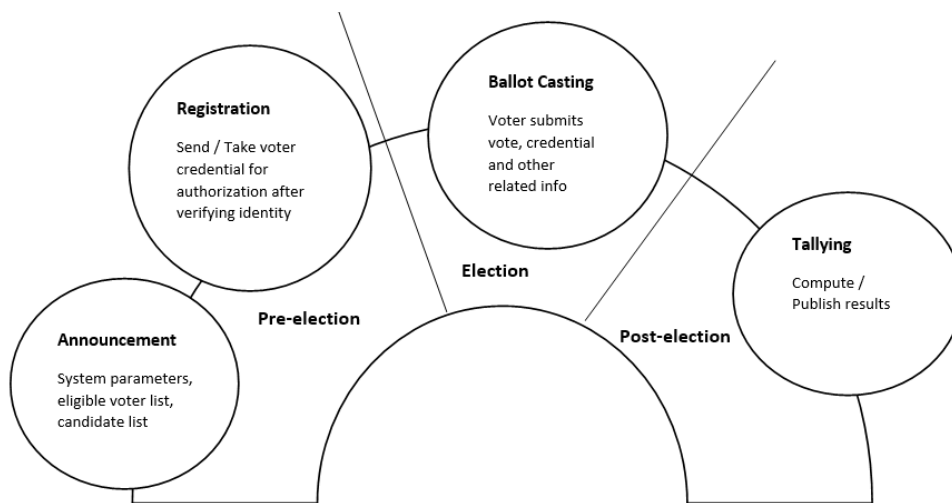 Registration
Send / Take voter
credential for
authorization after
verifying identity
Ballot Casting
Voter submits
vote, credential
and other
related info
Tallying
Compute /
Publish results
Election
Pre-election
Post-election
Announcement
System parameters,
eligible voter list,
candidate list